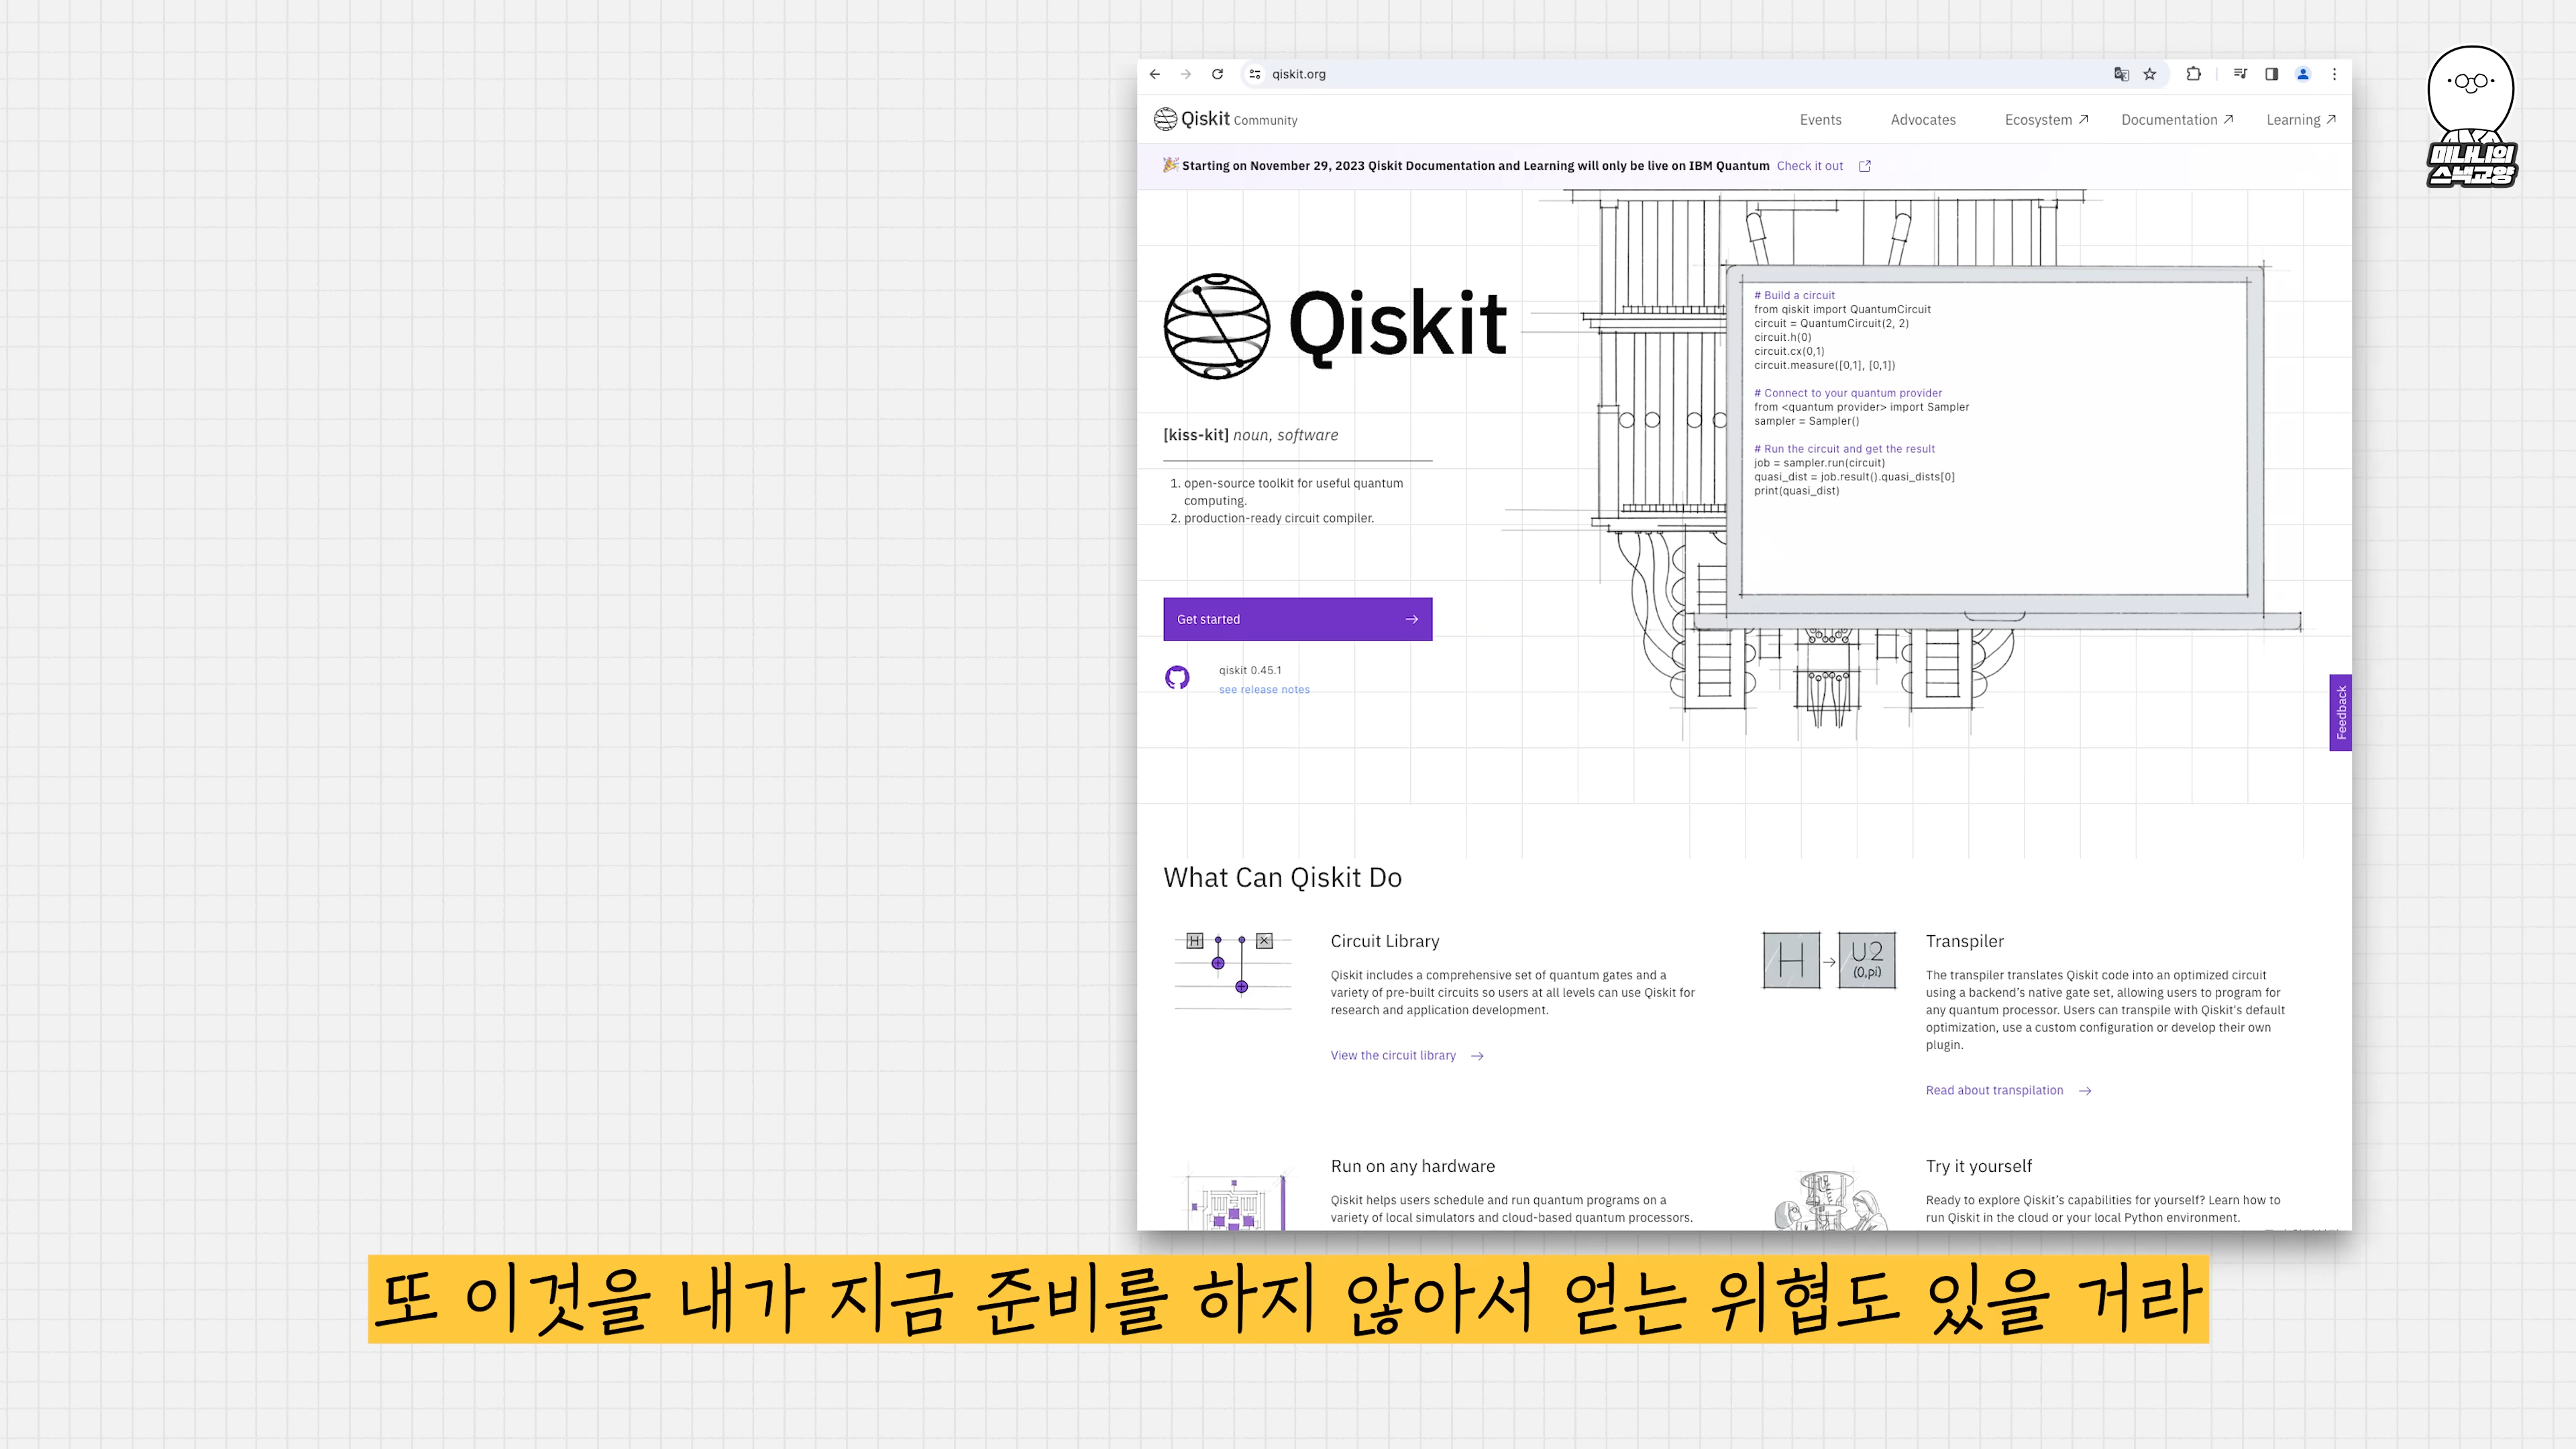 qiskit.org
Qiskit Community
Events
Advocates
Ecosystem ↗
Documentation ↗
Learning ↗
🎉 Starting on November 29, 2023 Qiskit Documentation and Learning will only be live on IBM Quantum Check it out
미내니의
스낵교양
Qiskit
[kiss-kit] noun, software
1. open-source toolkit for useful quantum
computing.
2. production-ready circuit compiler.
Get started →
qiskit 0.45.1
see release notes
# Build a circuit
from qiskit import QuantumCircuit
circuit = QuantumCircuit(2, 2)
circuit.h(0)
circuit.cx(0,1)
circuit.measure([0,1], [0,1])
# Connect to your quantum provider
from <quantum provider> import Sampler
sampler = Sampler()
# Run the circuit and get the result
job = sampler.run(circuit)
quasi_dist = job.result().quasi_dists[0]
print(quasi_dist)
Feedback
What Can Qiskit Do
H
X
Circuit Library
Qiskit includes a comprehensive set of quantum gates and a
variety of pre-built circuits so users at all levels can use Qiskit for
research and application development.
View the circuit library →
H → U2
(0,pi)
Transpiler
The transpiler translates Qiskit code into an optimized circuit
using a backend’s native gate set, allowing users to program for
any quantum processor. Users can transpile with Qiskit's default
optimization, use a custom configuration or develop their own
plugin.
Read about transpilation →
Run on any hardware
Qiskit helps users schedule and run quantum programs on a
variety of local simulators and cloud-based quantum processors.
Try it yourself
Ready to explore Qiskit’s capabilities for yourself? Learn how to
run Qiskit in the cloud or your local Python environment.
또 이것을 내가 지금 준비를 하지 않아서 얻는 위협도 있을 거라